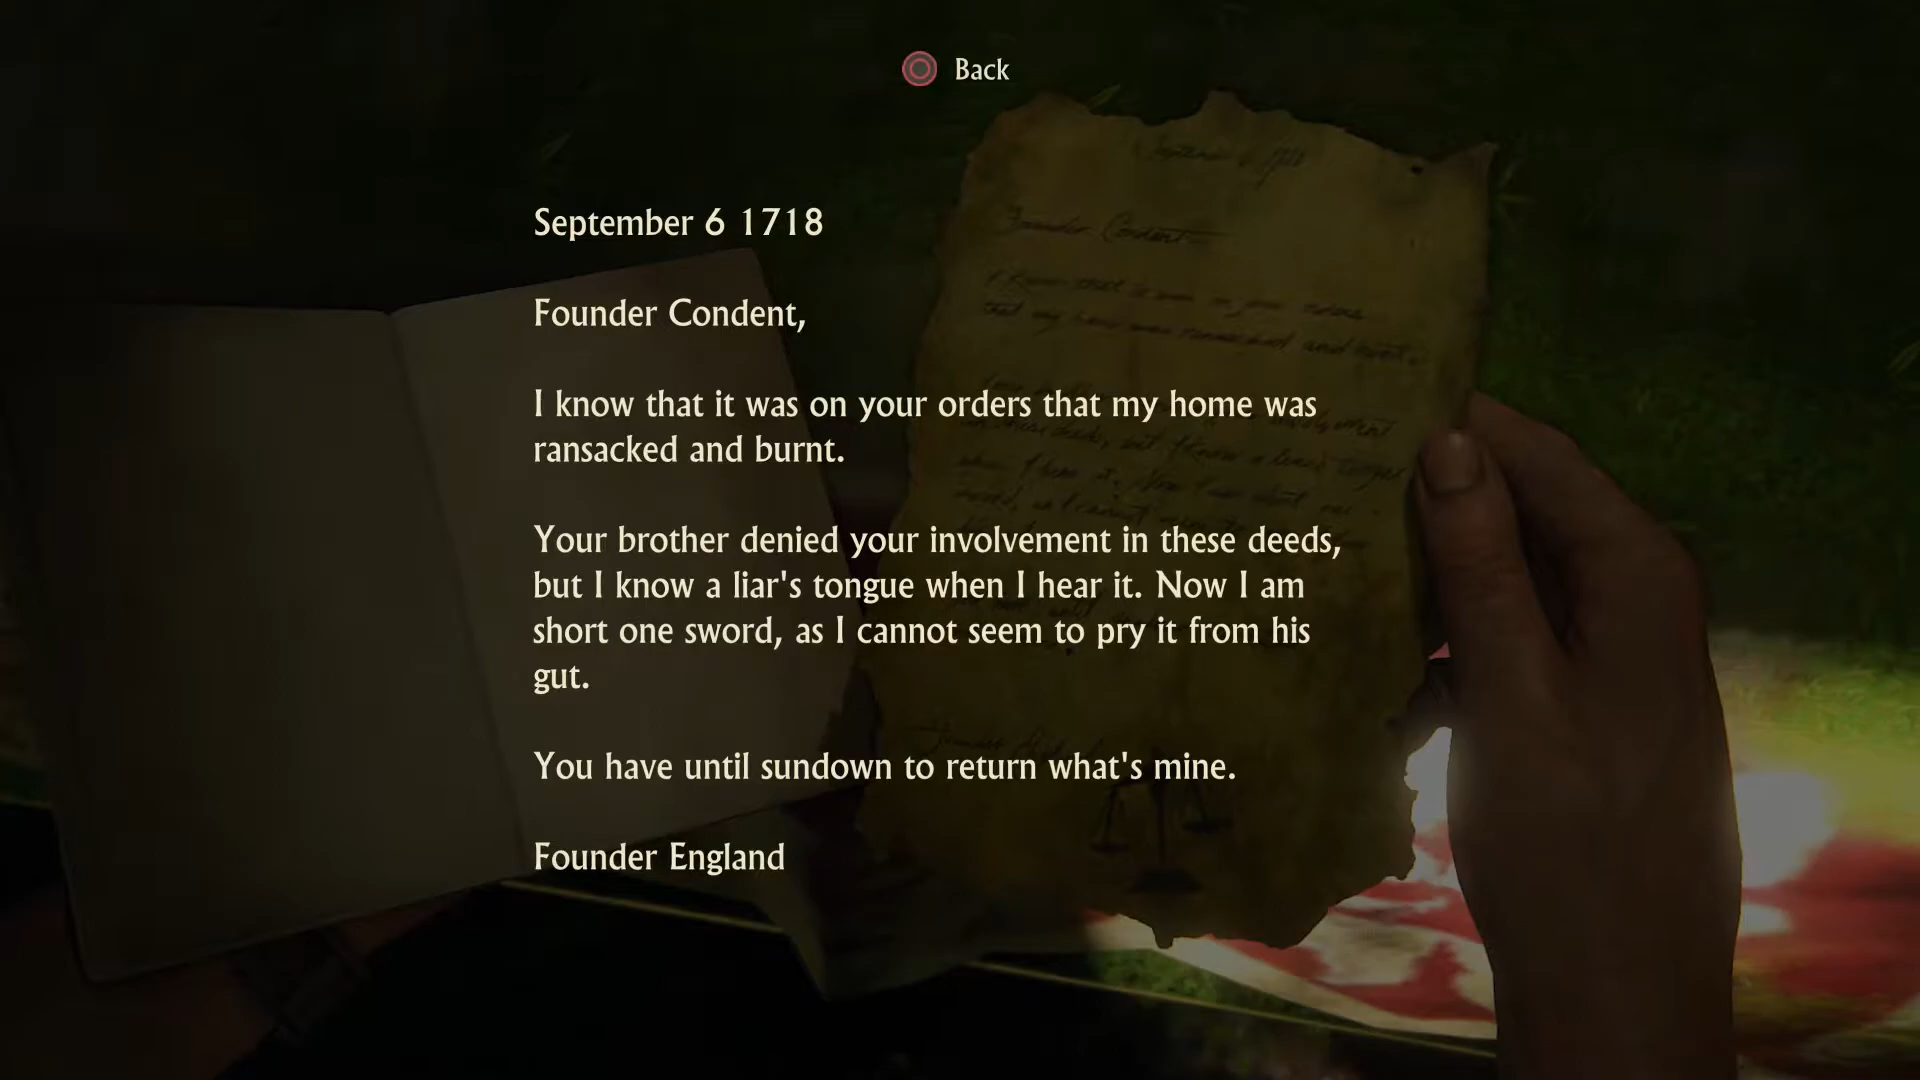 Back
September 6 1718
Founder Condent,
I know that it was on your orders that my home was
ransacked and burnt.
Your brother denied your involvement in these deeds,
but I know a liar's tongue when I hear it. Now I am
short one sword, as I cannot seem to pry it from his
gut.
You have until sundown to return what's mine.
Founder England